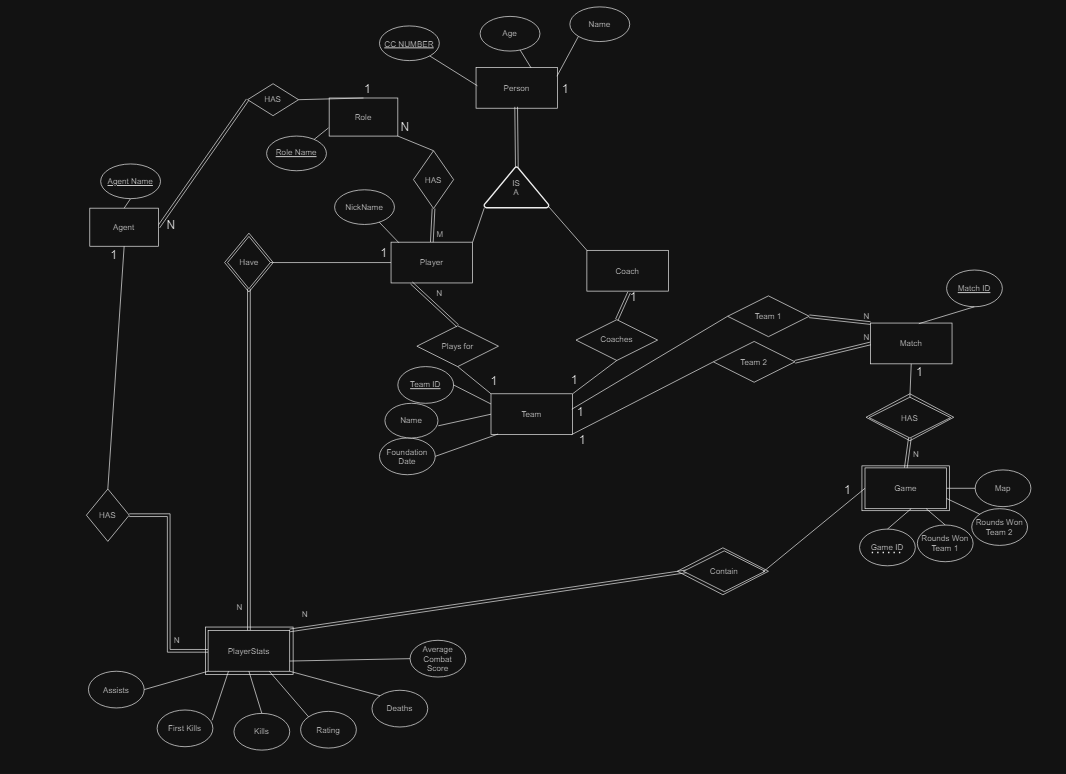 Name
Age
CC NUMBER
Person
1
HAS
1
Role
N
Role Name
HAS
M
IS
A
Agent Name
Agent
N
1
NickName
Player
1
N
Have
Coach
1
Match ID
Match
N
N
1
Team 1
Team 2
Plays for
Coaches
1
1
Team ID
Name
Foundation
Date
Team
1
1
HAS
N
Game
1
Map
Rounds Won
Team 2
Rounds Won
Team 1
Game ID
HAS
N
Contain
N
N
PlayerStats
Average
Combat
Score
Assists
First Kills
Kills
Rating
Deaths